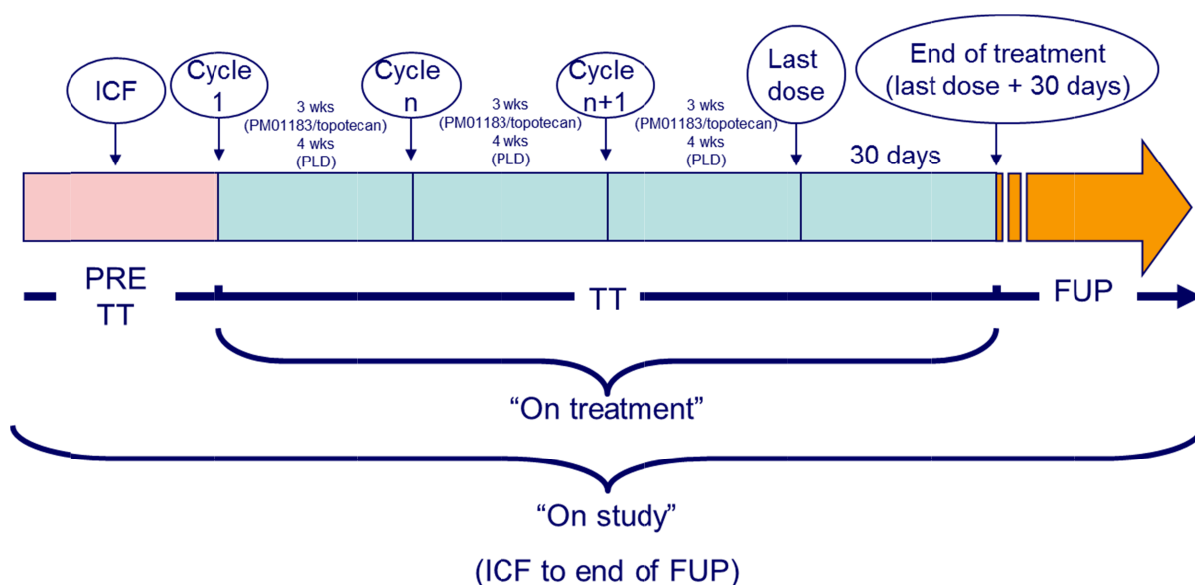 ICF
Cycle
1
Cycle
n
Cycle
n+1
Last
dose
End of treatment
(last dose + 30 days)
3 wks
(PM01183/topotecan)
4 wks
(PLD)
3 wks
(PM01183/topotecan)
4 wks
(PLD)
3 wks
(PM01183/topotecan)
4 wks
(PLD)
30 days
PRE
TT
TT
FUP
“On treatment”
“On study”
(ICF to end of FUP)